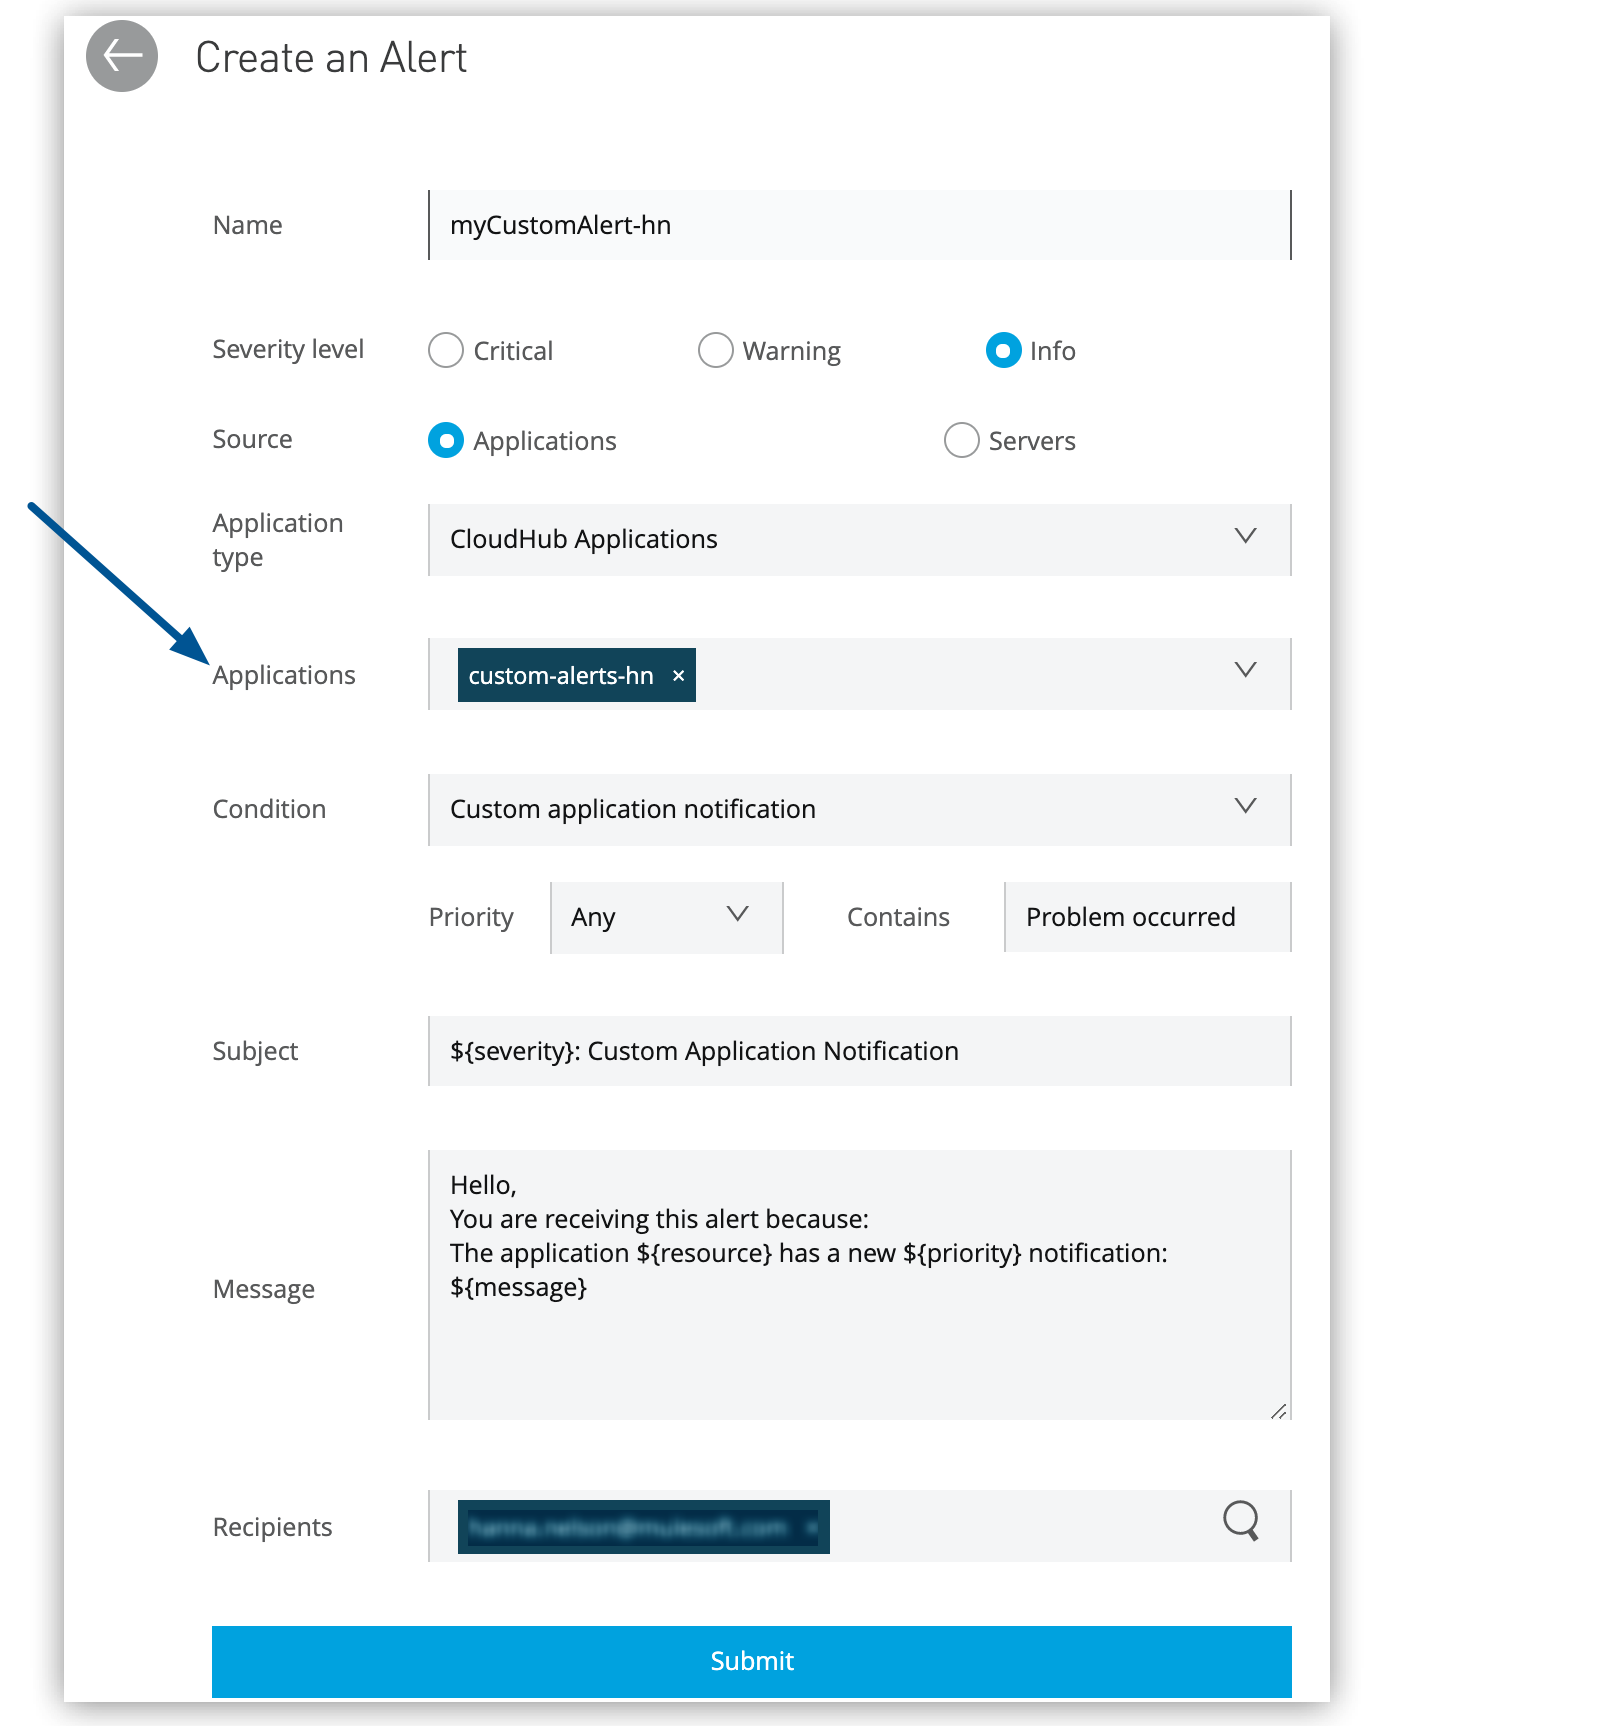 Create an Alert
Name
myCustomAlert-hn
Severity level
Critical
Warning
Info
Source
Applications
Servers
Application
type
CloudHub Applications
Applications
custom-alerts-hn ×
Condition
Custom application notification
Priority
Any
Contains
Problem occurred
Subject
${severity}: Custom Application Notification
Message
Hello,
You are receiving this alert because:
The application ${resource} has a new ${priority} notification:
${message}
Recipients
Submit